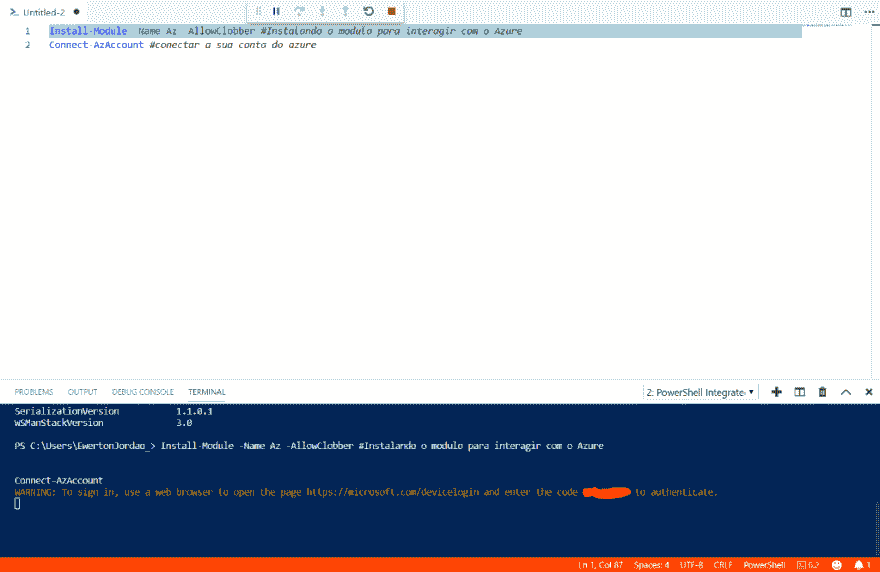 Untitled-2
1 Install-Module -Name Az -AllowClobber #Instalando o modulo para interagir com o Azure
2 Connect-AzAccount #conectar a sua conta do azure
PROBLEMS OUTPUT DEBUG CONSOLE TERMINAL 2: PowerShell Integrate
SerializationVersion 1.1.0.1
WSManStackVersion 3.0
PS C:\Users\EwertonJordao_> Install-Module -Name Az -AllowClobber #Instalando o modulo para interagir com o Azure
Connect-AzAccount
WARNING: To sign in, use a web browser to open the page https://microsoft.com/devicelogin and enter the code to authenticate.
Ln 1, Col 87 Spaces: 4 UTF-8 CRLF PowerShell 6.2 1